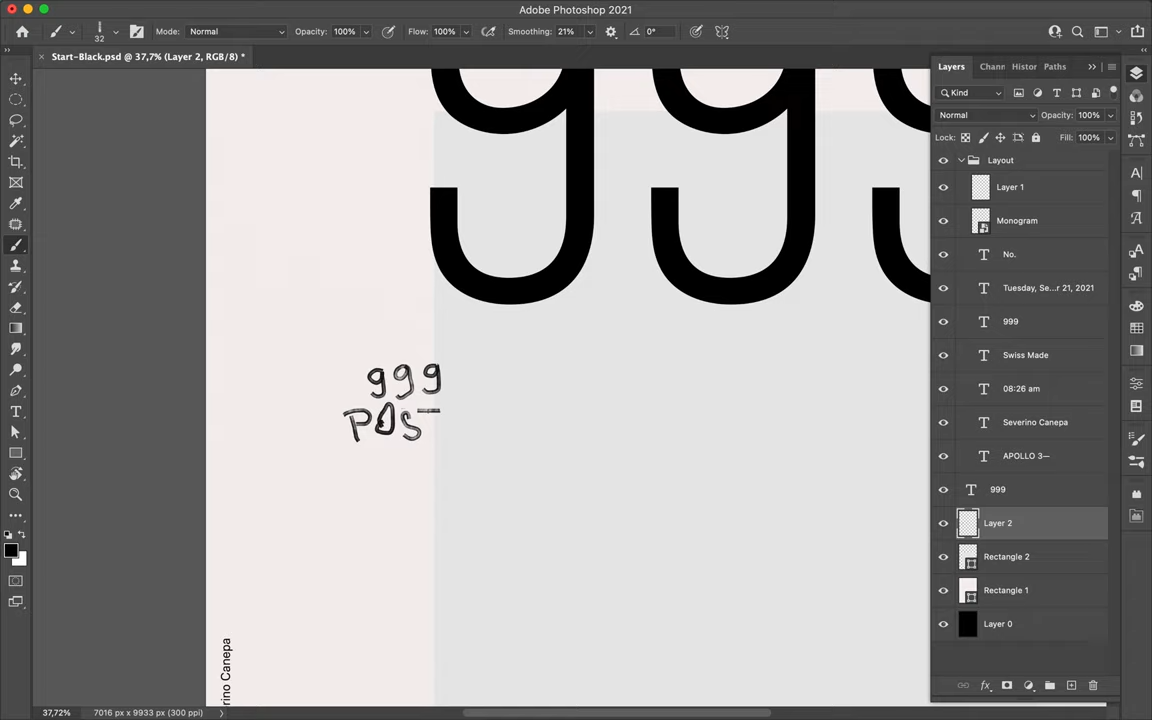 Adobe Photoshop 2021
32
Mode: Normal
Opacity: 100%
Flow: 100%
Smoothing: 21%
0°
Start-Black.psd @ 37,7% (Layer 2, RGB/8) *
Layers
Chann
Histor
Paths
Kind
Normal
Opacity: 100%
Lock:
Fill: 100%
Layout
Layer 1
Monogram
No.
Tuesday, Se...r 21, 2021
999
Swiss Made
08:26 am
Severino Canepa
APOLLO 3—
999
Layer 2
Rectangle 2
Rectangle 1
Layer 0
999
999
POST
rino Canepa
37,72%
7016 px x 9933 px (300 ppi)